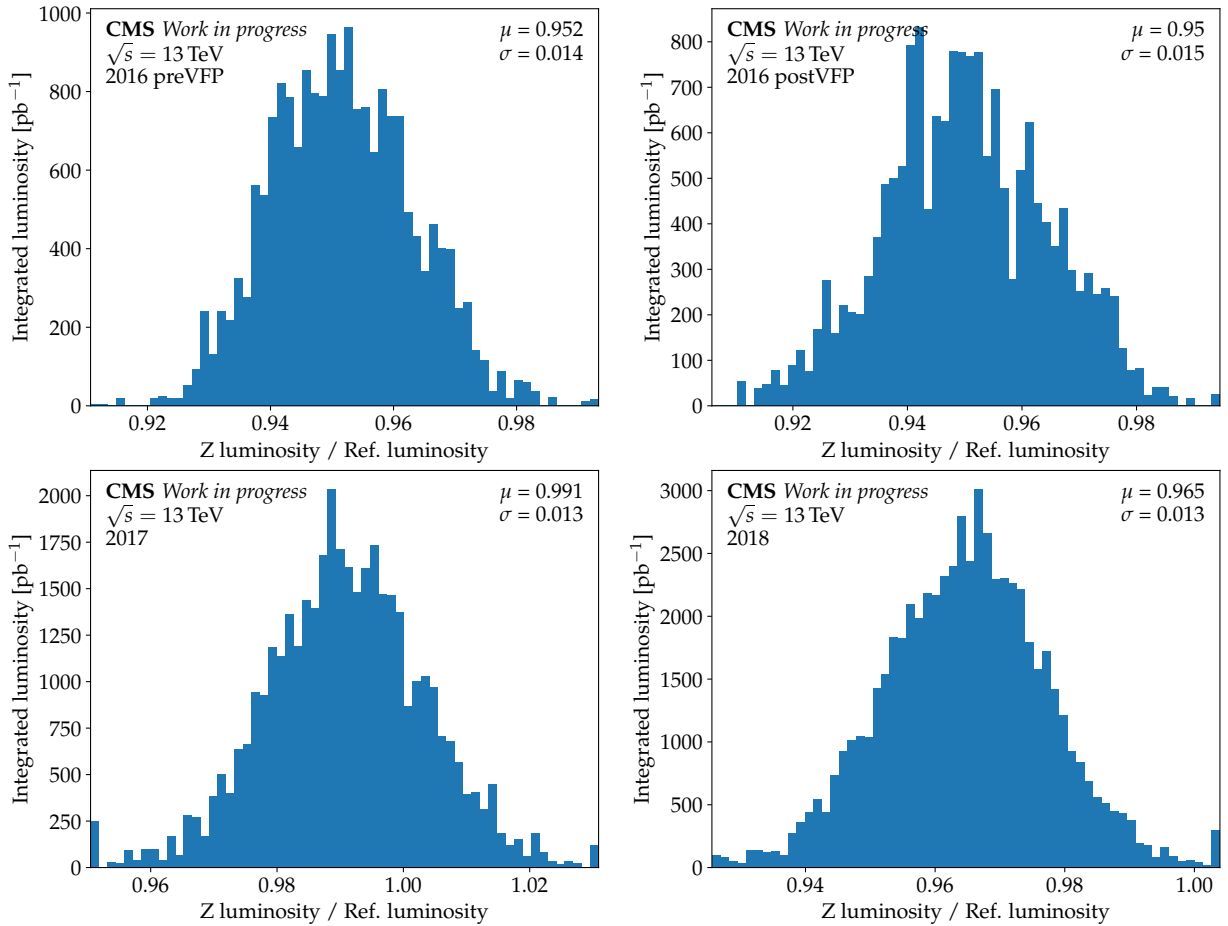 CMS Work in progress
√s = 13 TeV
2016 preVFP
μ = 0.952
σ = 0.014
Integrated luminosity [pb⁻¹]
1000
800
600
400
200
0
0.92 0.94 0.96 0.98
Z luminosity / Ref. luminosity
CMS Work in progress
√s = 13 TeV
2016 postVFP
μ = 0.95
σ = 0.015
Integrated luminosity [pb⁻¹]
800
700
600
500
400
300
200
100
0
0.92 0.94 0.96 0.98
Z luminosity / Ref. luminosity
CMS Work in progress
√s = 13 TeV
2017
μ = 0.991
σ = 0.013
Integrated luminosity [pb⁻¹]
2000
1750
1500
1250
1000
750
500
250
0
0.96 0.98 1.00 1.02
Z luminosity / Ref. luminosity
CMS Work in progress
√s = 13 TeV
2018
μ = 0.965
σ = 0.013
Integrated luminosity [pb⁻¹]
3000
2500
2000
1500
1000
500
0
0.94 0.96 0.98 1.00
Z luminosity / Ref. luminosity